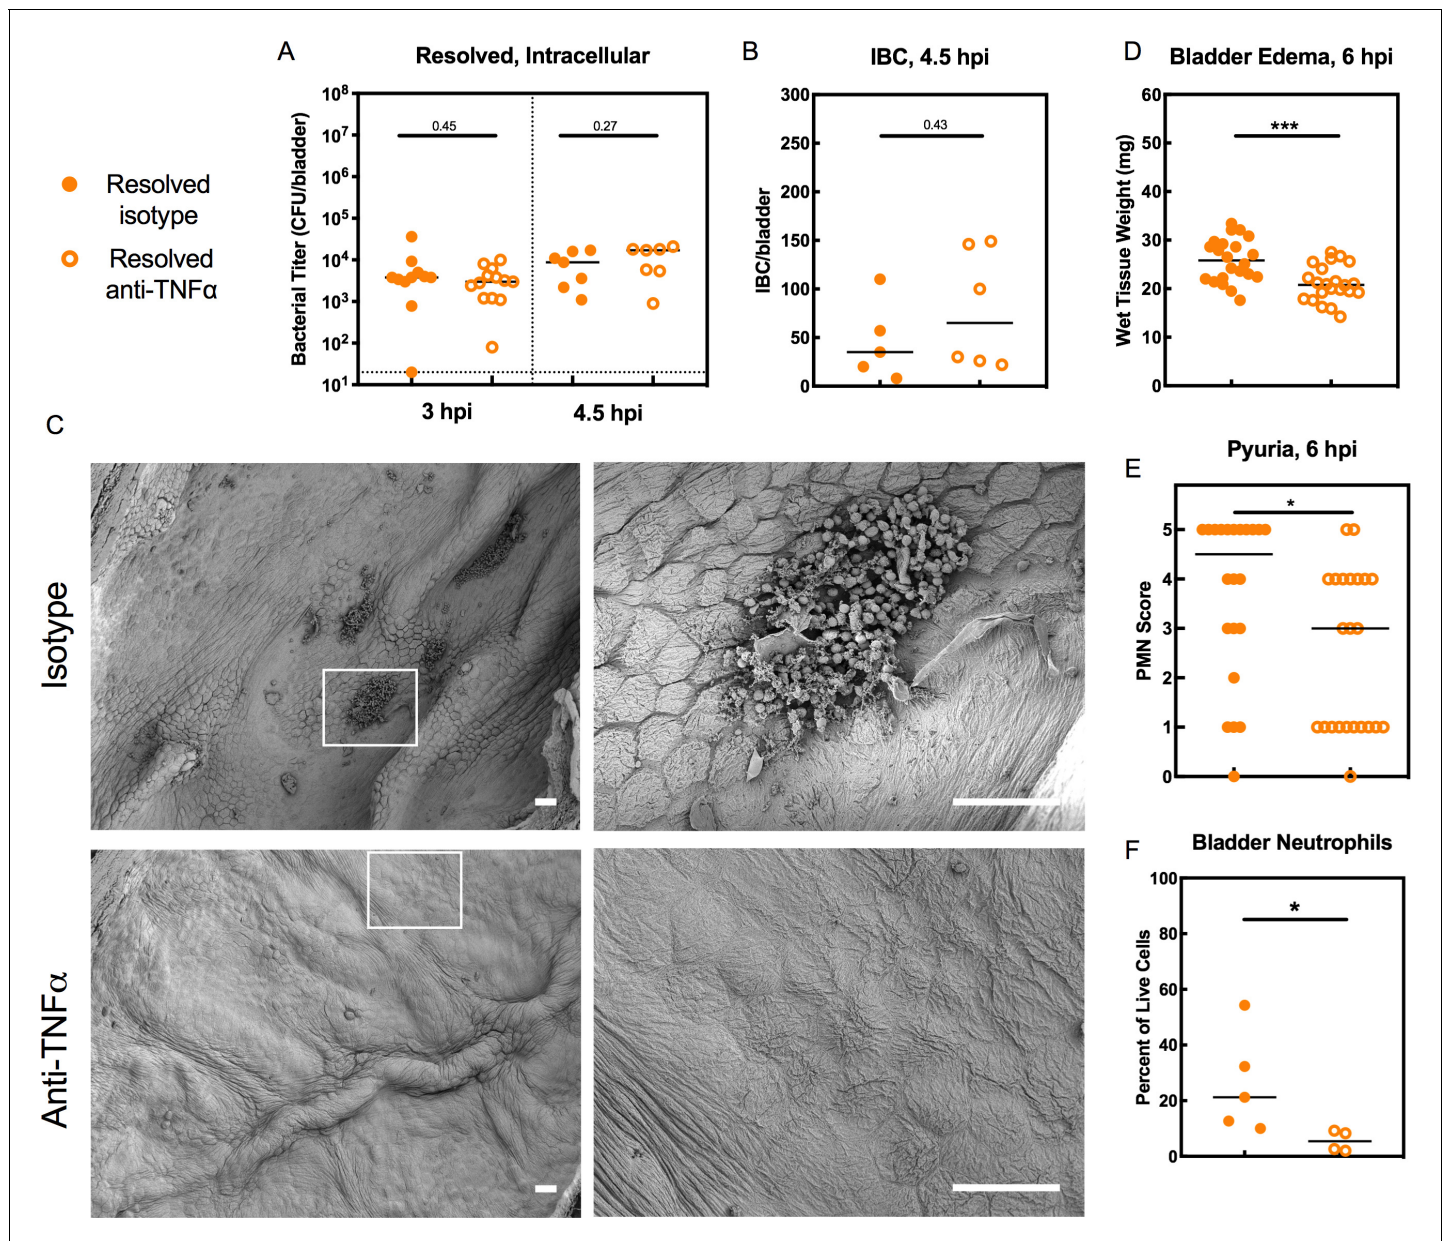 A
Resolved, Intracellular
Resolved
isotype
Resolved
anti-TNFα
Bacterial Titer (CFU/bladder)
10⁸
10⁷
10⁶
10⁵
10⁴
10³
10²
10¹
0.45
0.27
3 hpi
4.5 hpi
B
IBC, 4.5 hpi
IBC/bladder
300
250
200
150
100
50
0
0.43
D
Bladder Edema, 6 hpi
Wet Tissue Weight (mg)
60
50
40
30
20
10
0
***
C
Isotype
Anti-TNFα
E
Pyuria, 6 hpi
PMN Score
5
4
3
2
1
0
*
F
Bladder Neutrophils
Percent of Live Cells
100
80
60
40
20
0
*